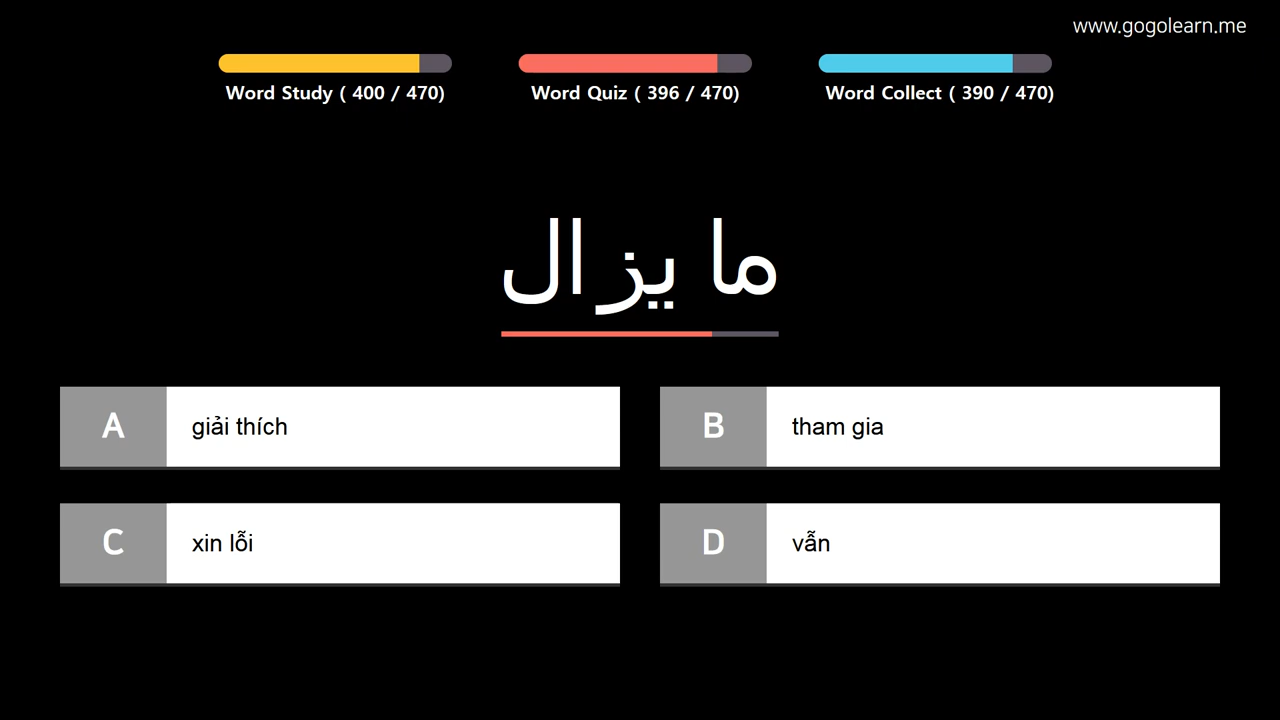 www.gogolearn.me
Word Study ( 400 / 470)
Word Quiz ( 396 / 470)
Word Collect ( 390 / 470)
ما يزال
A
giải thích
B
tham gia
C
xin lỗi
D
vẫn